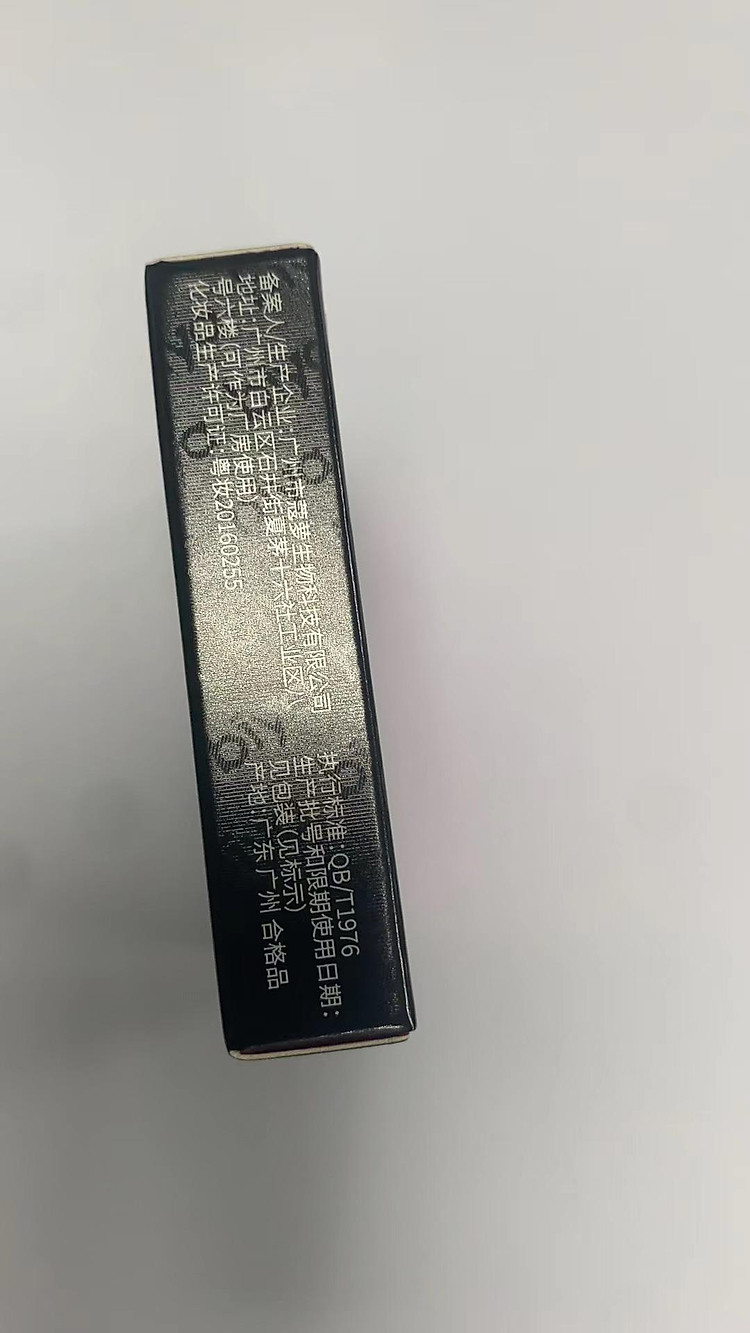 备案人/生产企业:广州市 美生物科技有限公司
地址:广州市白云区石井街夏茅十六社工业区八
号六楼(可作为厂房使用)
化妆品生产许可证:粤妆20160255
执行标准:QB/T1976
生产批号和限期使用日期:
见包装(见标示)
产地 广东 广州 合格品